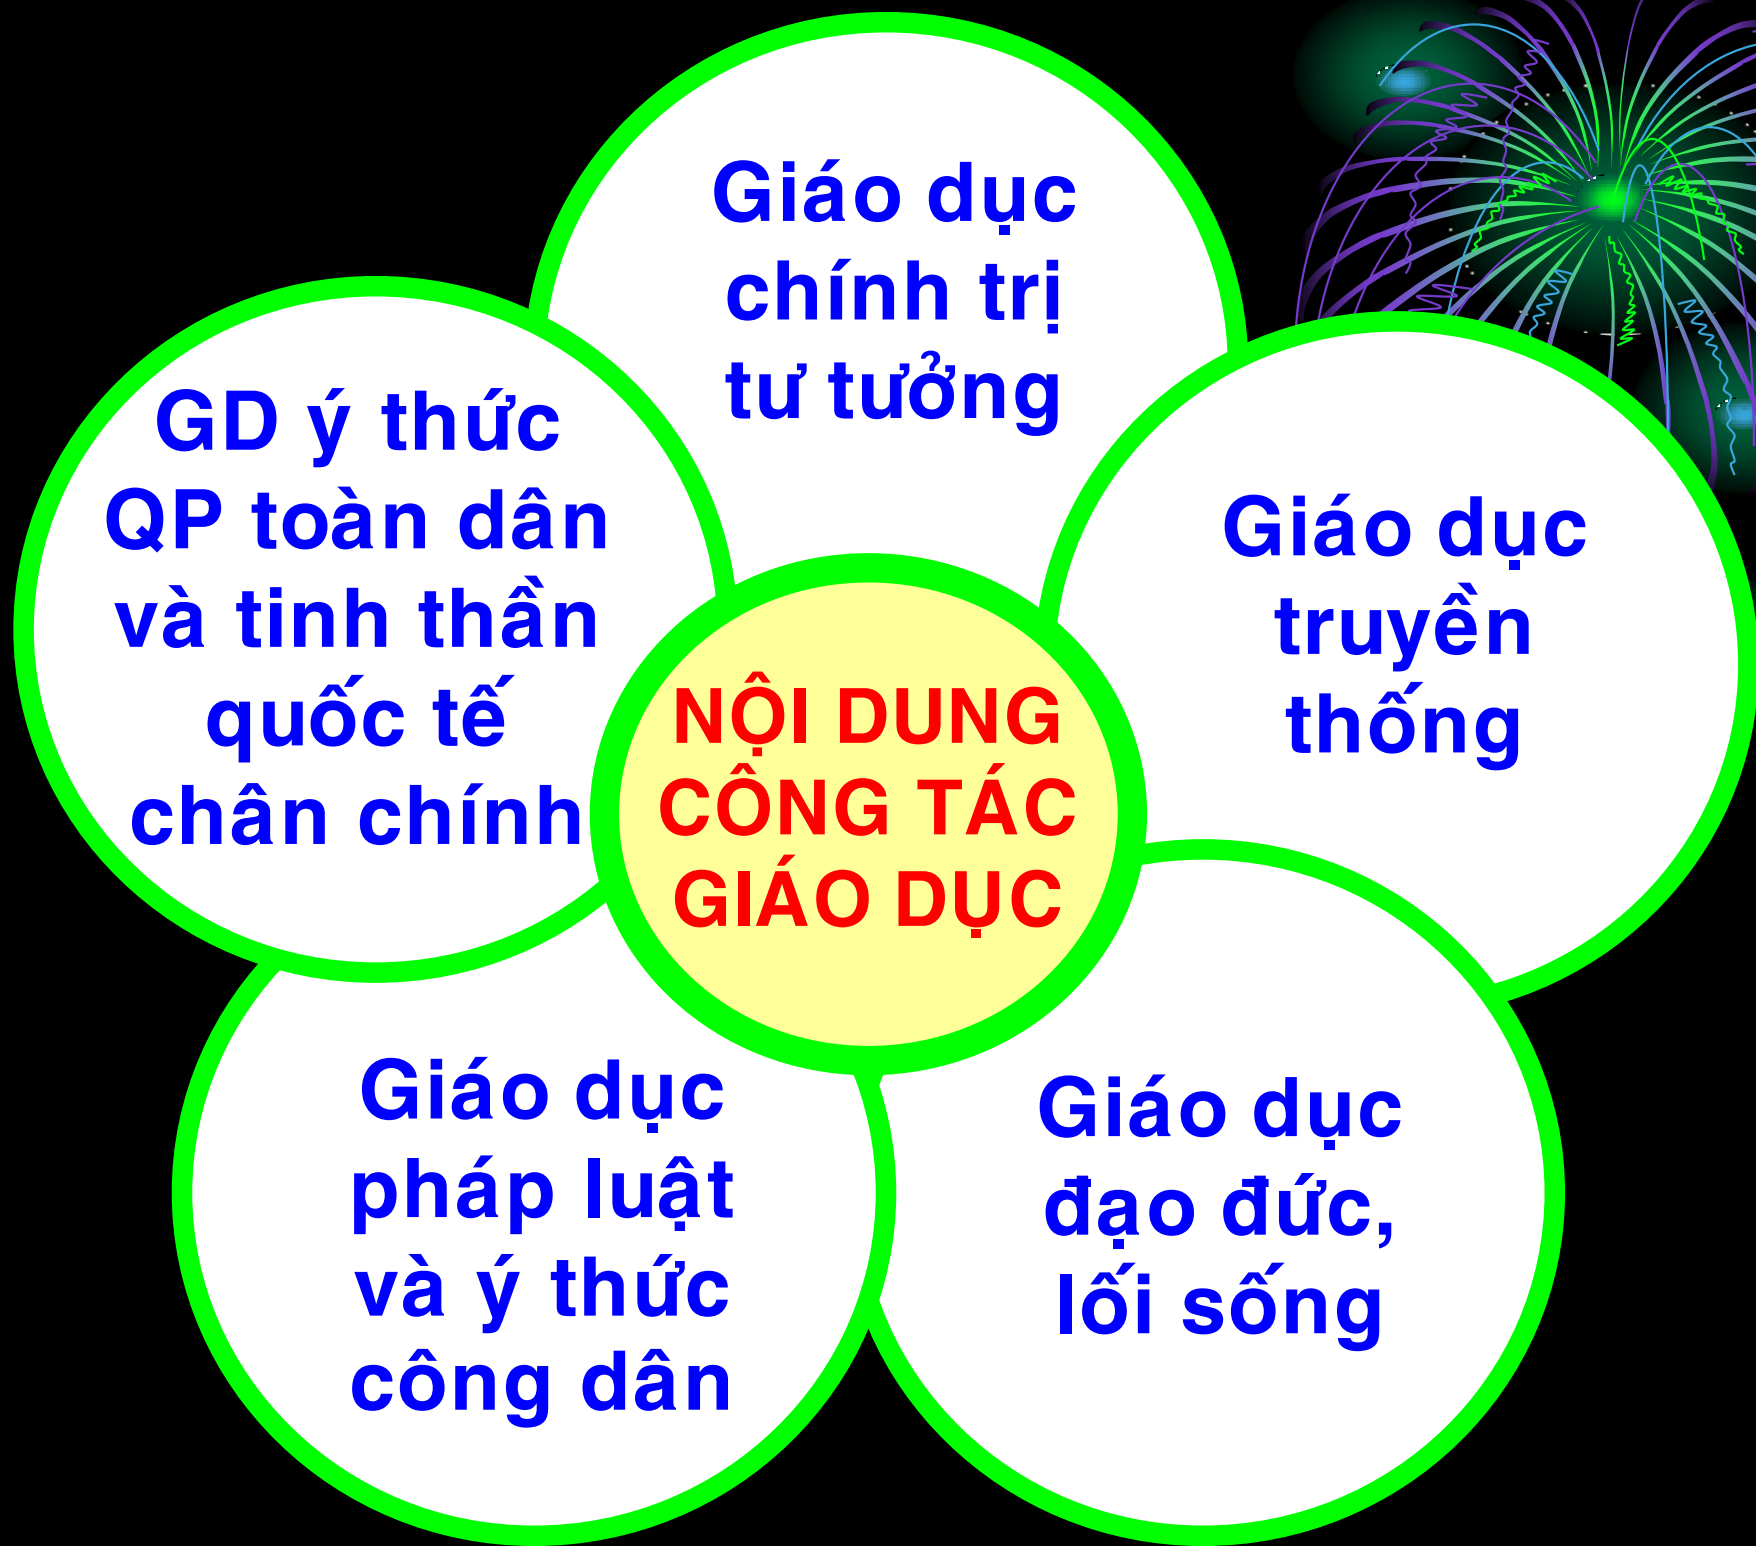 Giáo dục
chính trị
tư tưởng
GD ý thức
QP toàn dân
và tinh thần
quốc tế
chân chính
Giáo dục
truyền
thống
NỘI DUNG
CÔNG TÁC
GIÁO DỤC
Giáo dục
pháp luật
và ý thức
công dân
Giáo dục
đạo đức,
lối sống